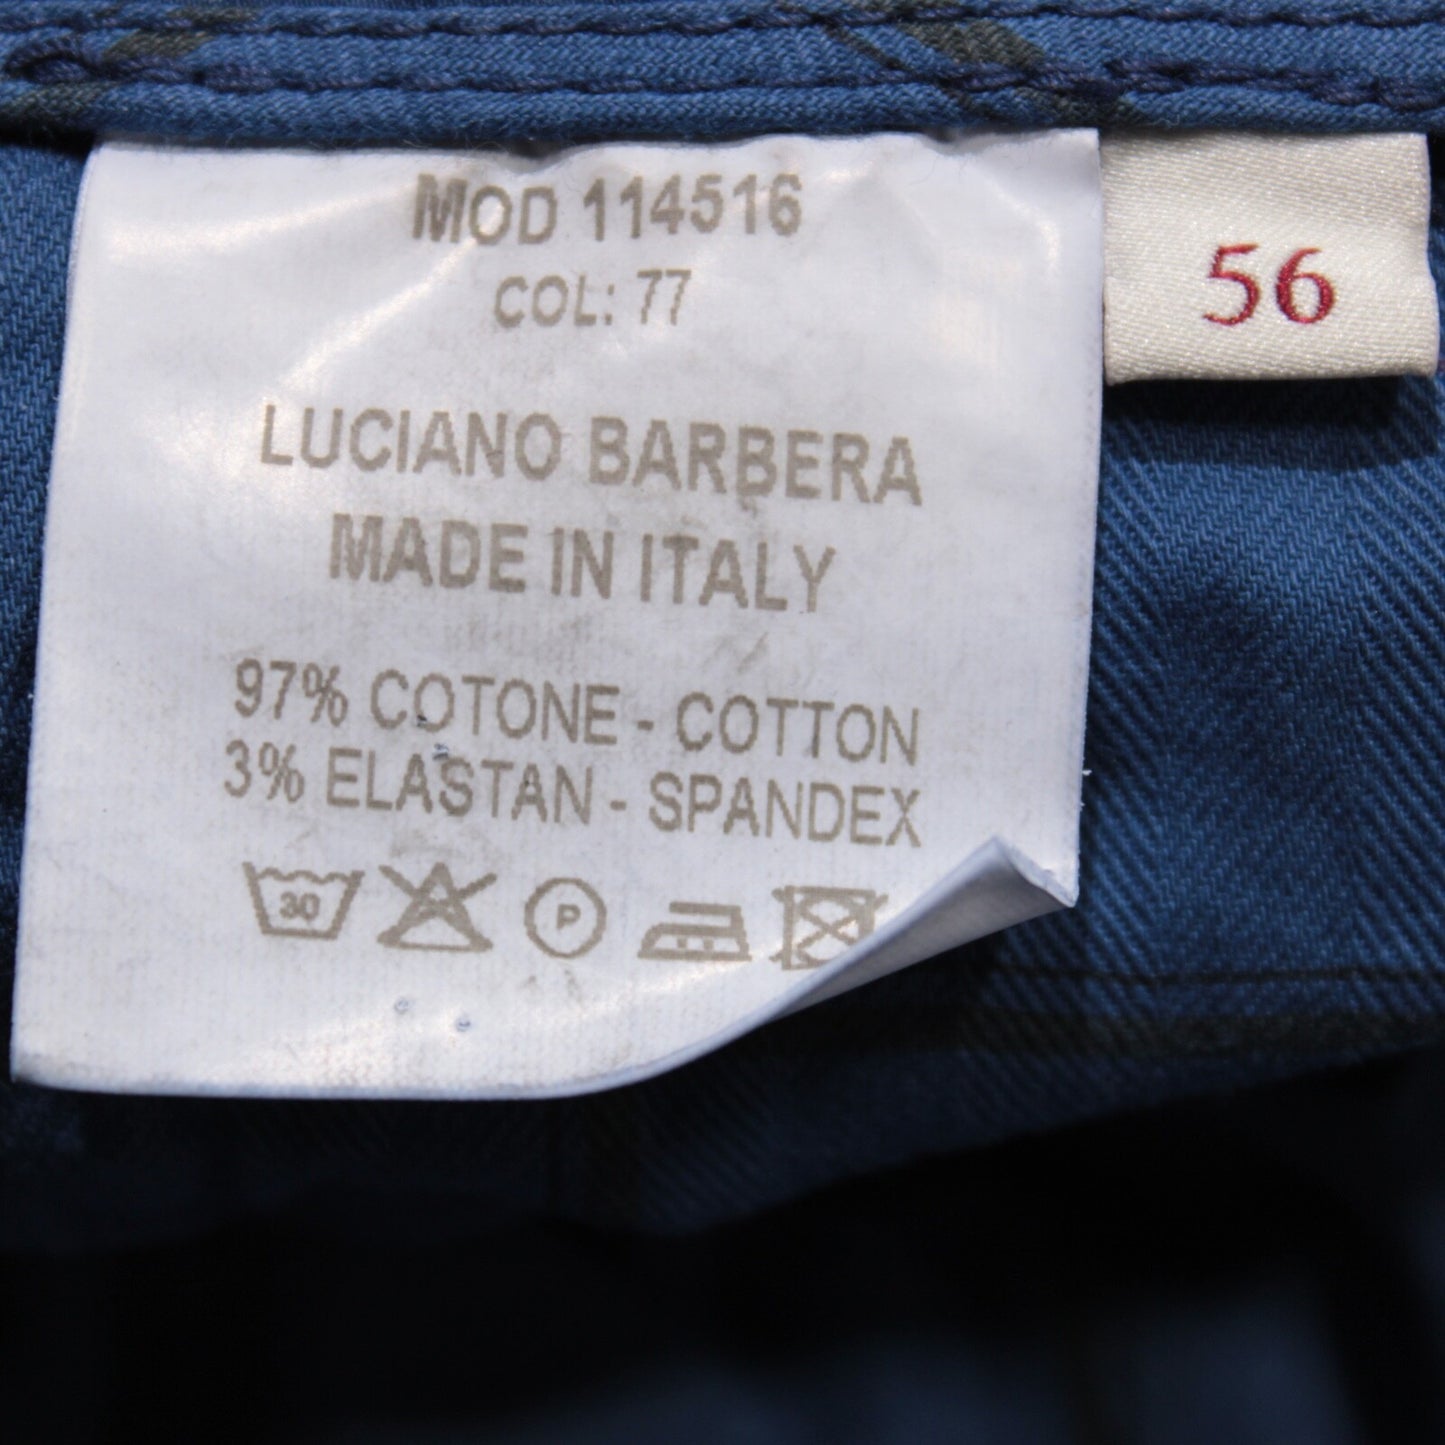 MOD 114516
COL: 77
56
LUCIANO BARBERA
MADE IN ITALY
97% COTONE - COTTON
3% ELASTAN - SPANDEX
30 P